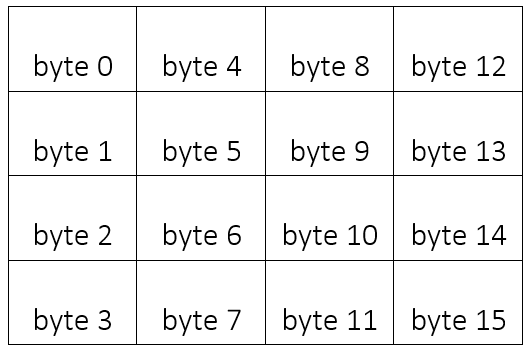 byte 0 byte 4 byte 8 byte 12
byte 1 byte 5 byte 9 byte 13
byte 2 byte 6 byte 10 byte 14
byte 3 byte 7 byte 11 byte 15